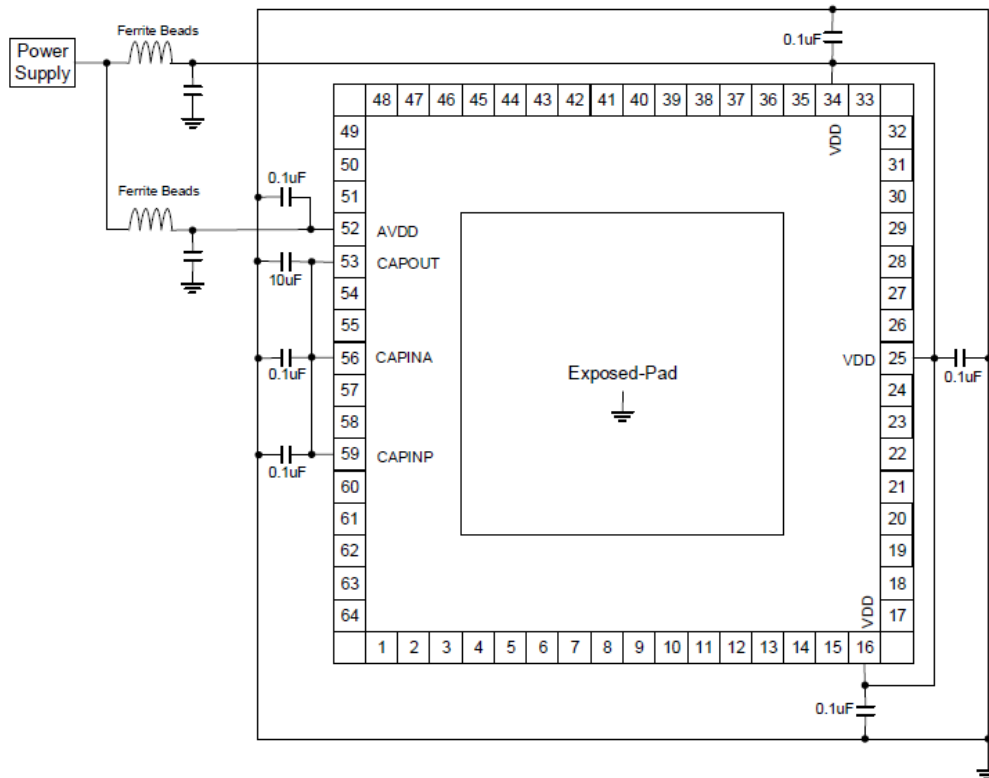 Ferrite Beads
Power
Supply
0.1uF
48 47 46 45 44 43 42 41 40 39 38 37 36 35 34 33
VDD
49
50
51
52
53
54
55
56
57
58
59
60
61
62
63
64
0.1uF
Ferrite Beads
AVDD
CAPOUT
10uF
CAPINA
0.1uF
CAPINP
0.1uF
Exposed-Pad
32
31
30
29
28
27
26
25
24
23
22
21
20
19
18
17
VDD
0.1uF
VDD
1 2 3 4 5 6 7 8 9 10 11 12 13 14 15 16
0.1uF